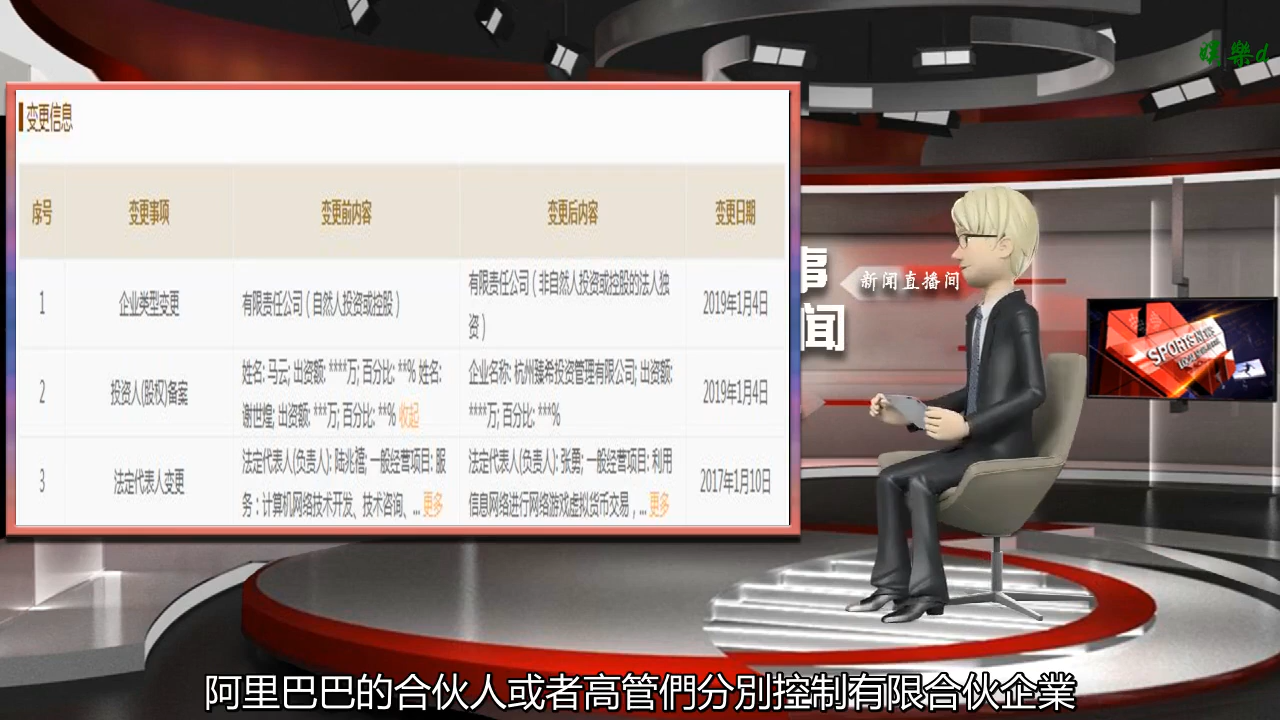 娱樂d
变更信息
序号 变更事项 变更前内容 变更后内容 变更日期
1 企业类型变更 有限责任公司(自然人投资或控股) 有限责任公司(非自然人投资或控股的法人独
资) 2019年1月4日
2 投资人(股权)备案 姓名: 马云; 出资额: ****万; 百分比: **% 姓名:
谢世煌; 出资额: ***万; 百分比: **% 收起
企业名称: 杭州臻希投资管理有限公司; 出资额:
****万; 百分比: ***%
2019年1月4日
3 法定代表人变更 法定代表人(负责人): 陆兆禧; 一般经营项目: 服
务:计算机网络技术开发、技术咨询、... 更多
法定代表人(负责人): 张勇; 一般经营项目: 利用
信息网络进行网络游戏虚拟货币交易,... 更多
2017年1月10日
事
闻
新闻直播间
SPORTS
阿里巴巴的合伙人或者高管們分別控制有限合伙企業